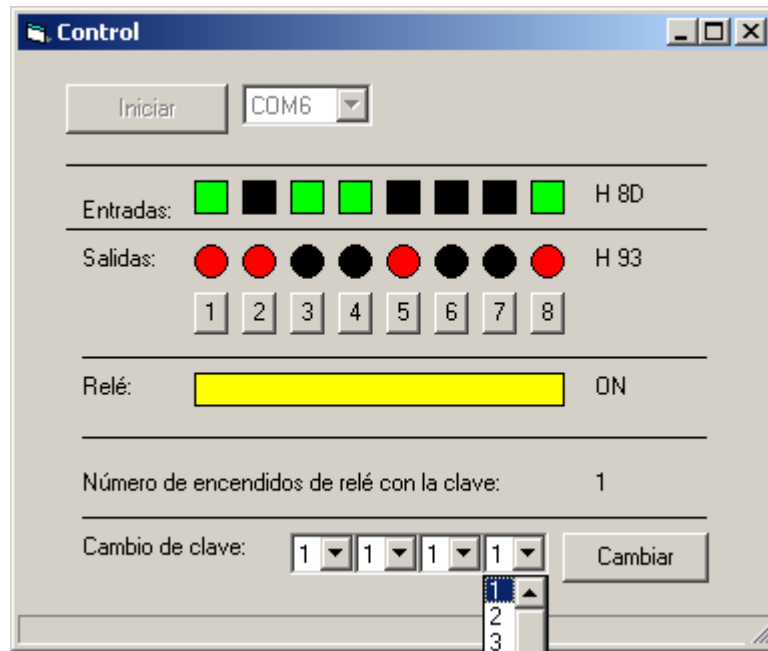 Control
Iniciar COM6
Entradas: H 8D
Salidas: H 93
1 2 3 4 5 6 7 8
Relé: ON
Número de encendidos de relé con la clave: 1
Cambio de clave: 1 1 1 1 Cambiar
1
2
3